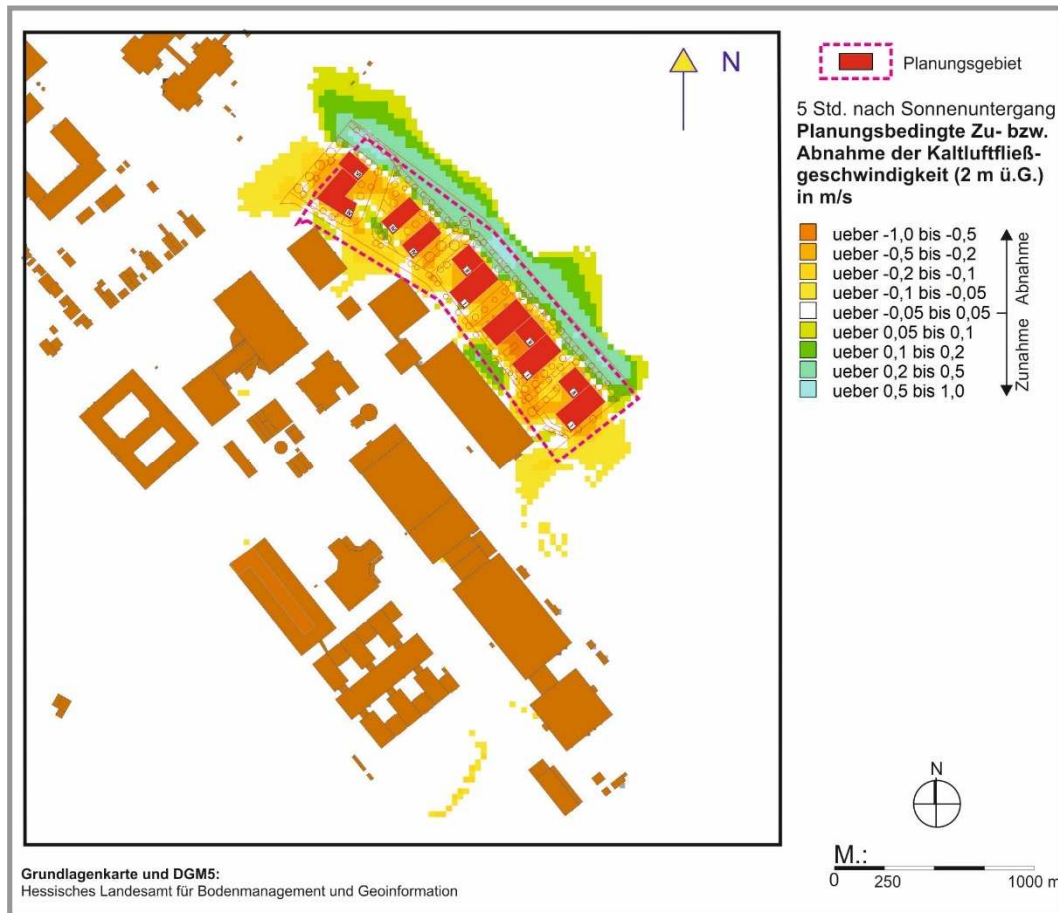 N
Planungsgebiet
5 Std. nach Sonnenuntergang
Planungsbedingte Zu- bzw.
Abnahme der Kaltluftfließ-
geschwindigkeit (2 m ü.G.)
in m/s
ueber -1,0 bis -0,5
ueber -0,5 bis -0,2
ueber -0,2 bis -0,1
ueber -0,1 bis -0,05
ueber -0,05 bis 0,05
ueber 0,05 bis 0,1
ueber 0,1 bis 0,2
ueber 0,2 bis 0,5
ueber 0,5 bis 1,0
Abnahme
Zunahme
N
M.:
0 250 1000 m
Grundlagenkarte und DGM5:
Hessisches Landesamt für Bodenmanagement und Geoinformation